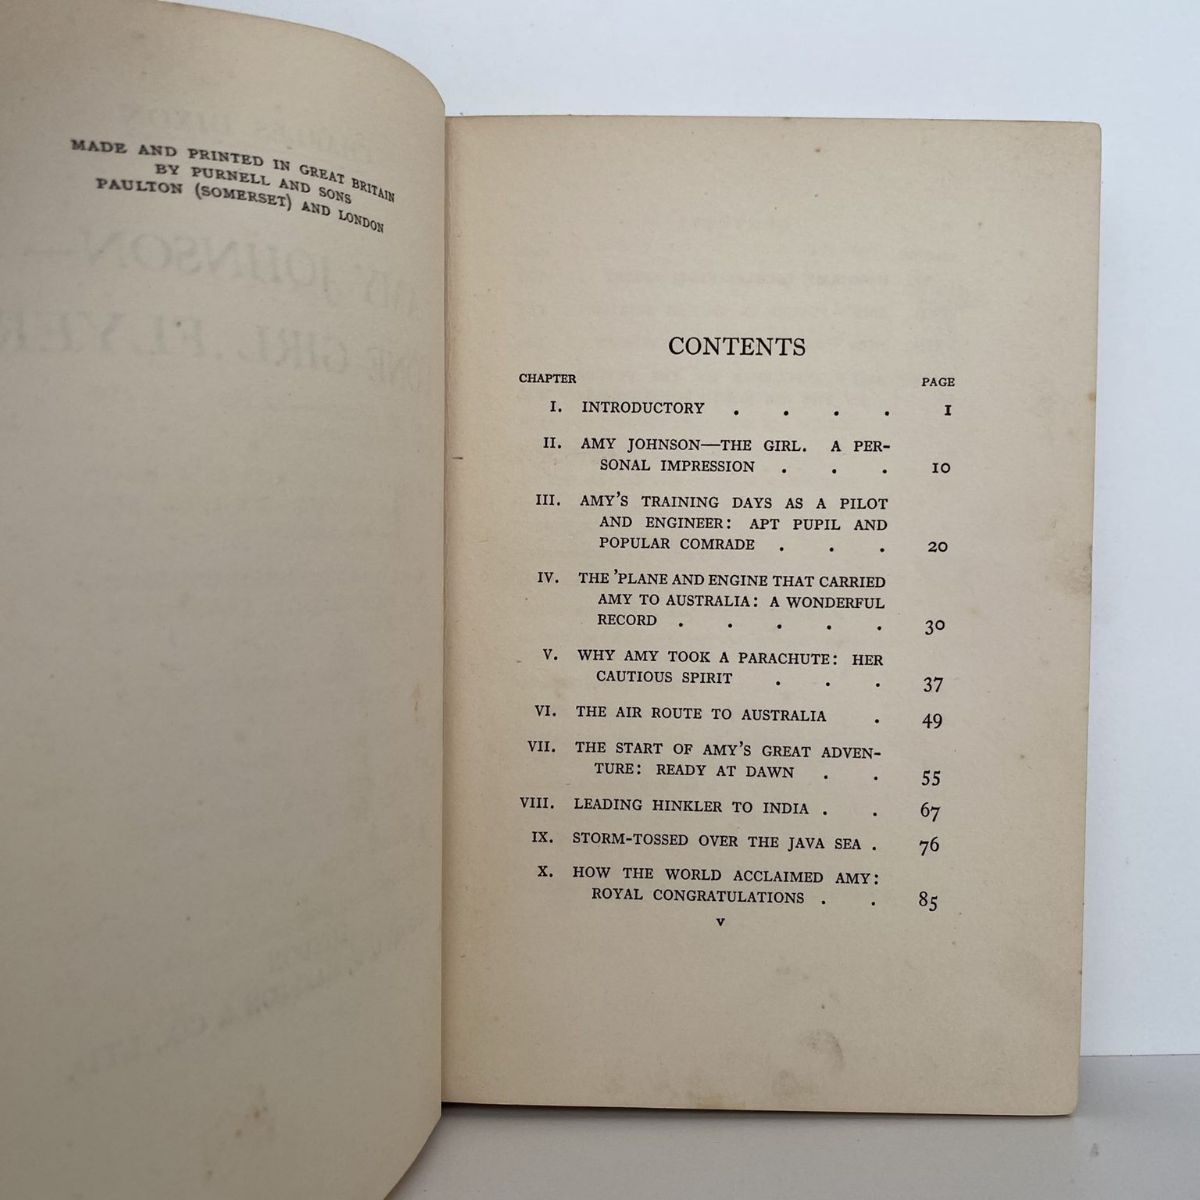 MADE AND PRINTED IN GREAT BRITAIN
BY PURNELL AND SONS
PAULTON (SOMERSET) AND LONDON
CONTENTS
CHAPTER PAGE
I. INTRODUCTORY . . . . 1
II. AMY JOHNSON—THE GIRL. A PER-
SONAL IMPRESSION . . . 10
III. AMY'S TRAINING DAYS AS A PILOT
AND ENGINEER: APT PUPIL AND
POPULAR COMRADE . . . 20
IV. THE 'PLANE AND ENGINE THAT CARRIED
AMY TO AUSTRALIA: A WONDERFUL
RECORD . . . . . 30
V. WHY AMY TOOK A PARACHUTE: HER
CAUTIOUS SPIRIT . . . 37
VI. THE AIR ROUTE TO AUSTRALIA . 49
VII. THE START OF AMY'S GREAT ADVEN-
TURE: READY AT DAWN . . 55
VIII. LEADING HINKLER TO INDIA . . 67
IX. STORM-TOSSED OVER THE JAVA SEA . 76
X. HOW THE WORLD ACCLAIMED AMY:
ROYAL CONGRATULATIONS . . 85
v